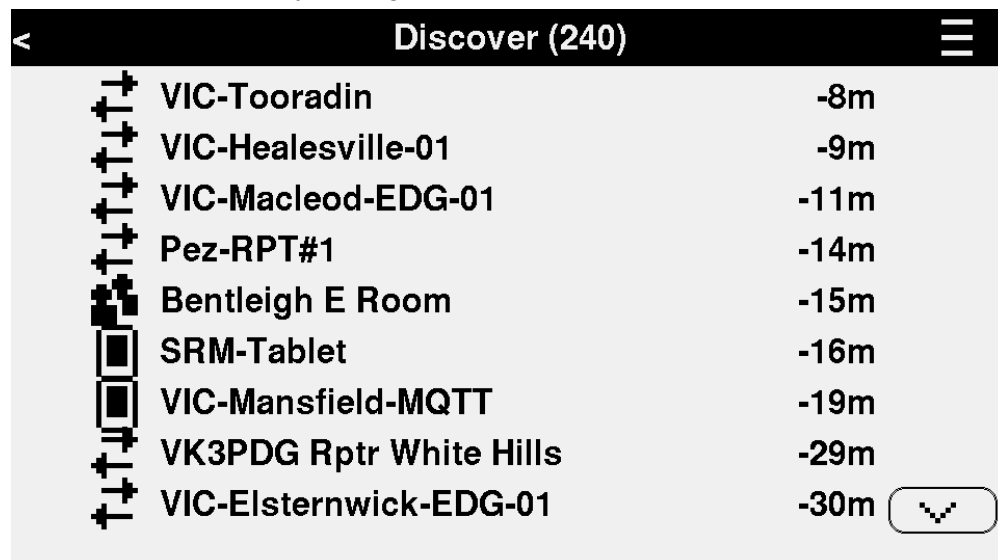 < Discover (240)
VIC-Tooradin -8m
VIC-Healesville-01 -9m
VIC-Macleod-EDG-01 -11m
Pez-RPT#1 -14m
Bentleigh E Room -15m
SRM-Tablet -16m
VIC-Mansfield-MQTT -19m
VK3PDG Rptr White Hills -29m
VIC-Elsternwick-EDG-01 -30m